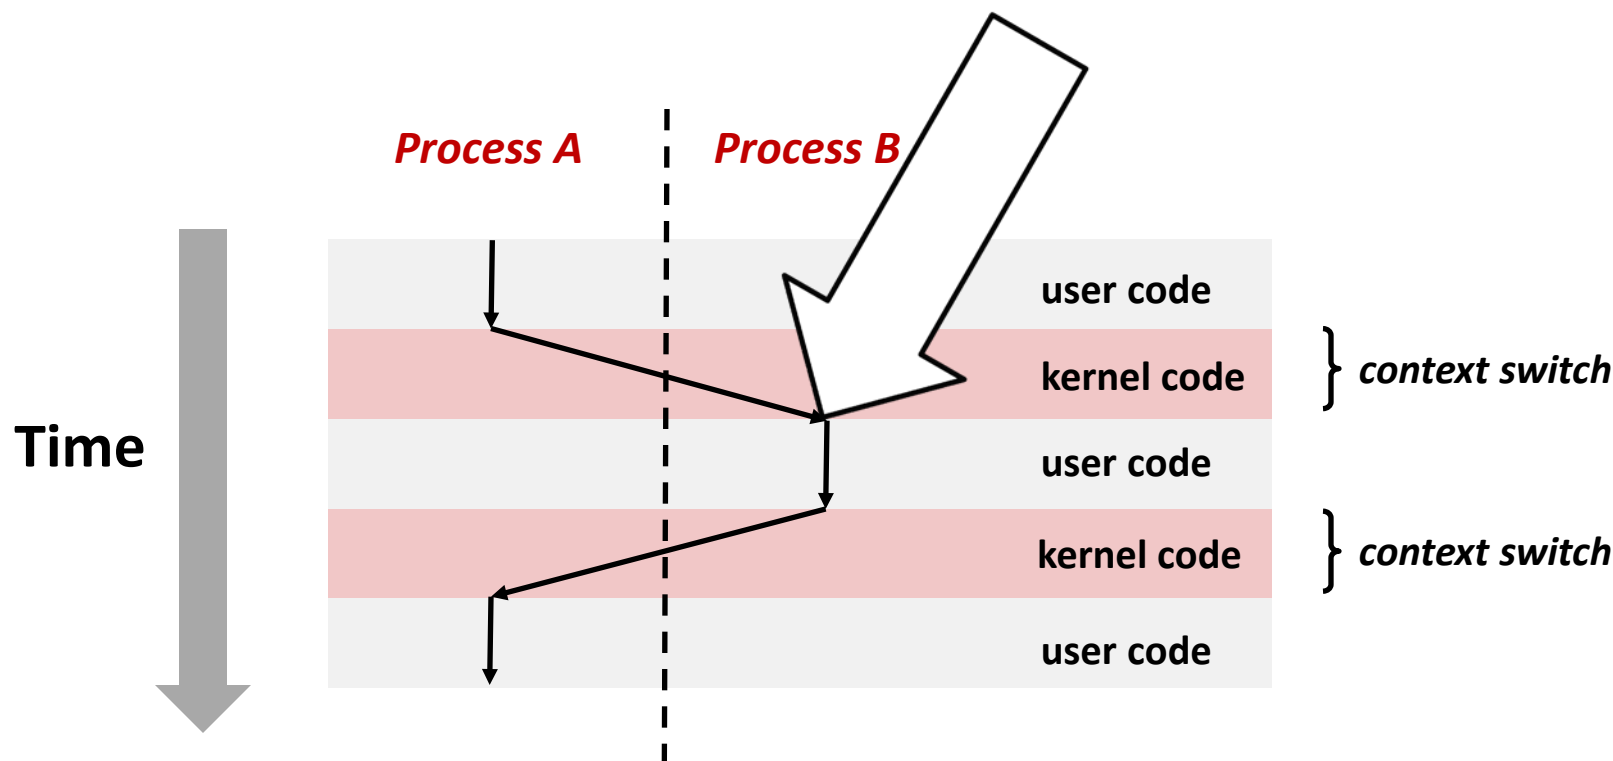 Process A
Process B
user code
kernel code
context switch
Time
user code
kernel code
context switch
user code